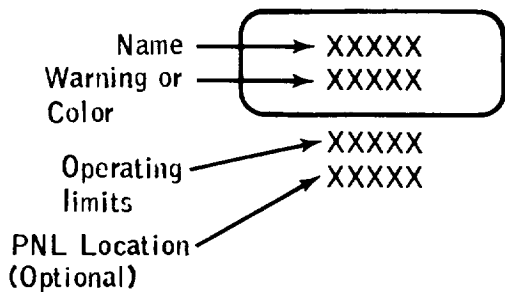 Name XXXXX
Warning or XXXXX
Color
XXXXX
Operating
limits
XXXXX
PNL Location
(Optional)